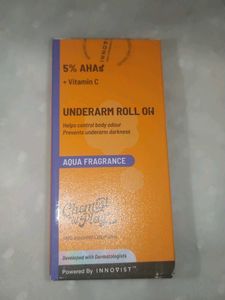 5% AHAs
+ Vitamin C
UNDERARM ROLL ON
Helps control body odour
Prevents underarm darkness
AQUA FRAGRANCE
Chemist
at Play
Developed with Dermatologists
Powered By INNOVIST™